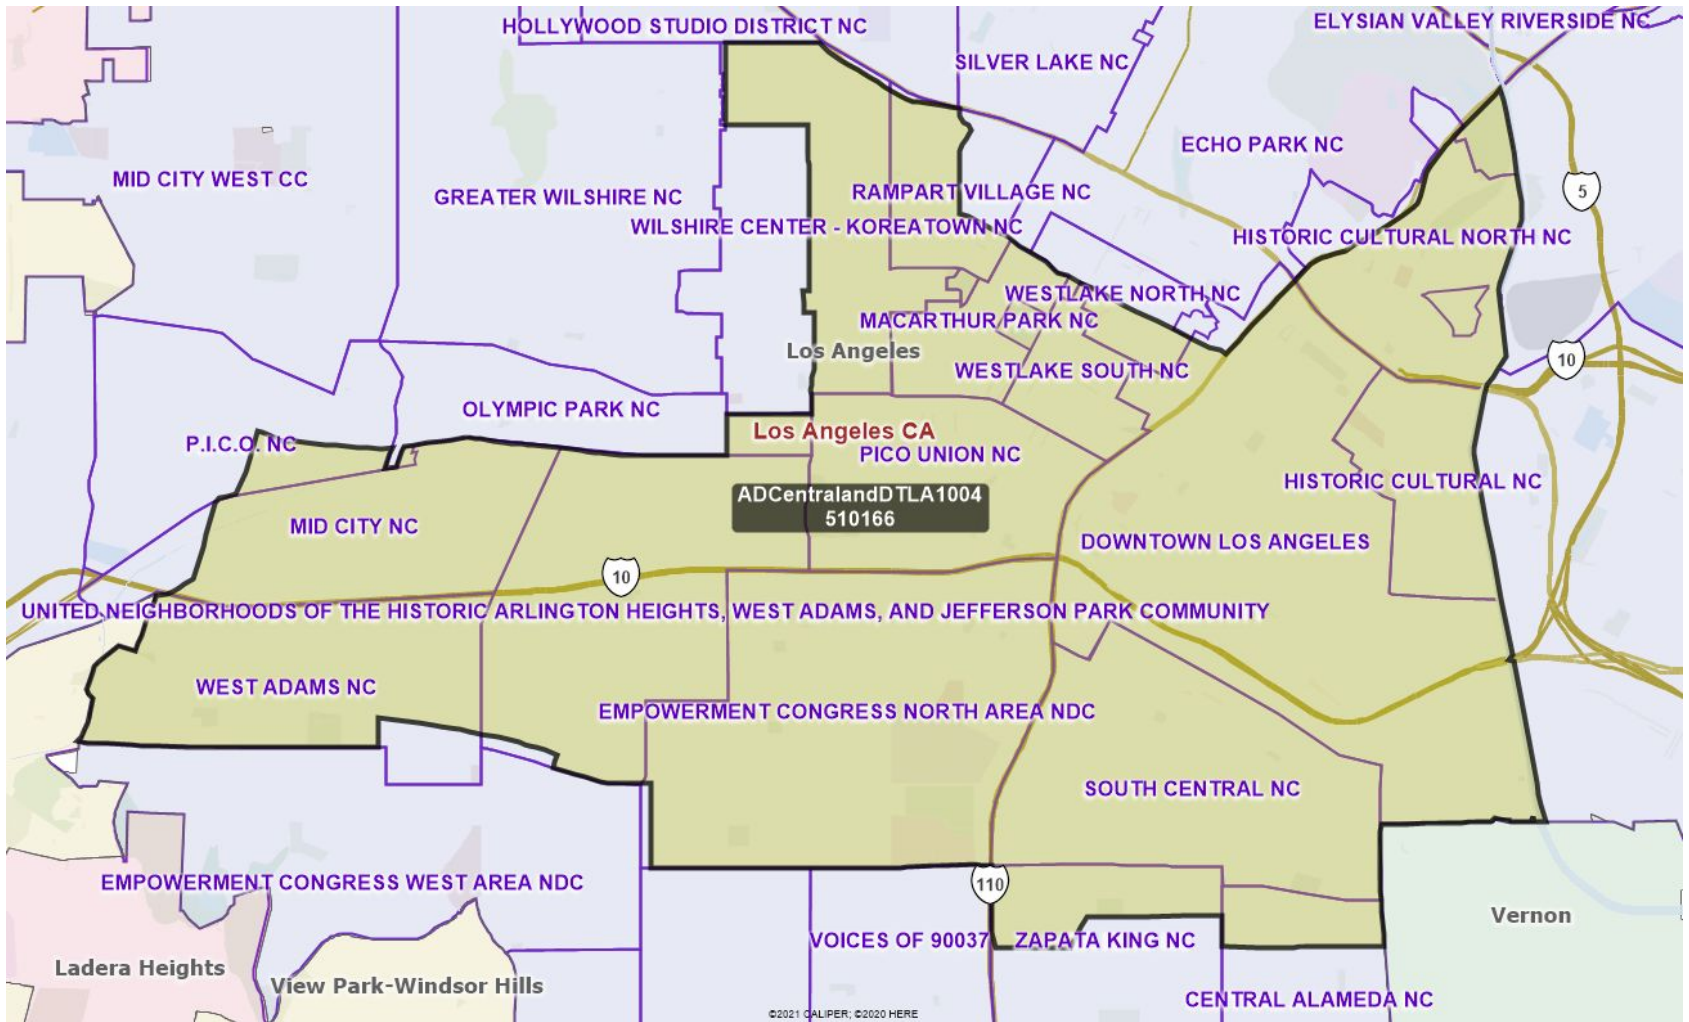 HOLLYWOOD STUDIO DISTRICT NC
ELYSIAN VALLEY RIVERSIDE NC
SILVER LAKE NC
ECHO PARK NC
MID CITY WEST CC
GREATER WILSHIRE NC
RAMPART VILLAGE NC
5
WILSHIRE CENTER - KOREATOWN NC
HISTORIC CULTURAL NORTH NC
WESTLAKE NORTH NC
MACARTHUR PARK NC
Los Angeles
10
WESTLAKE SOUTH NC
OLYMPIC PARK NC
Los Angeles CA
P.I.C.O. NC
PICO UNION NC
HISTORIC CULTURAL NC
ADCentralandDTLA1004
510166
MID CITY NC
DOWNTOWN LOS ANGELES
10
UNITED NEIGHBORHOODS OF THE HISTORIC ARLINGTON HEIGHTS, WEST ADAMS, AND JEFFERSON PARK COMMUNITY
WEST ADAMS NC
EMPOWERMENT CONGRESS NORTH AREA NDC
SOUTH CENTRAL NC
EMPOWERMENT CONGRESS WEST AREA NDC
110
Vernon
VOICES OF 90037
ZAPATA KING NC
Ladera Heights
View Park-Windsor Hills
CENTRAL ALAMEDA NC
©2021 CALIPER; ©2020 HERE